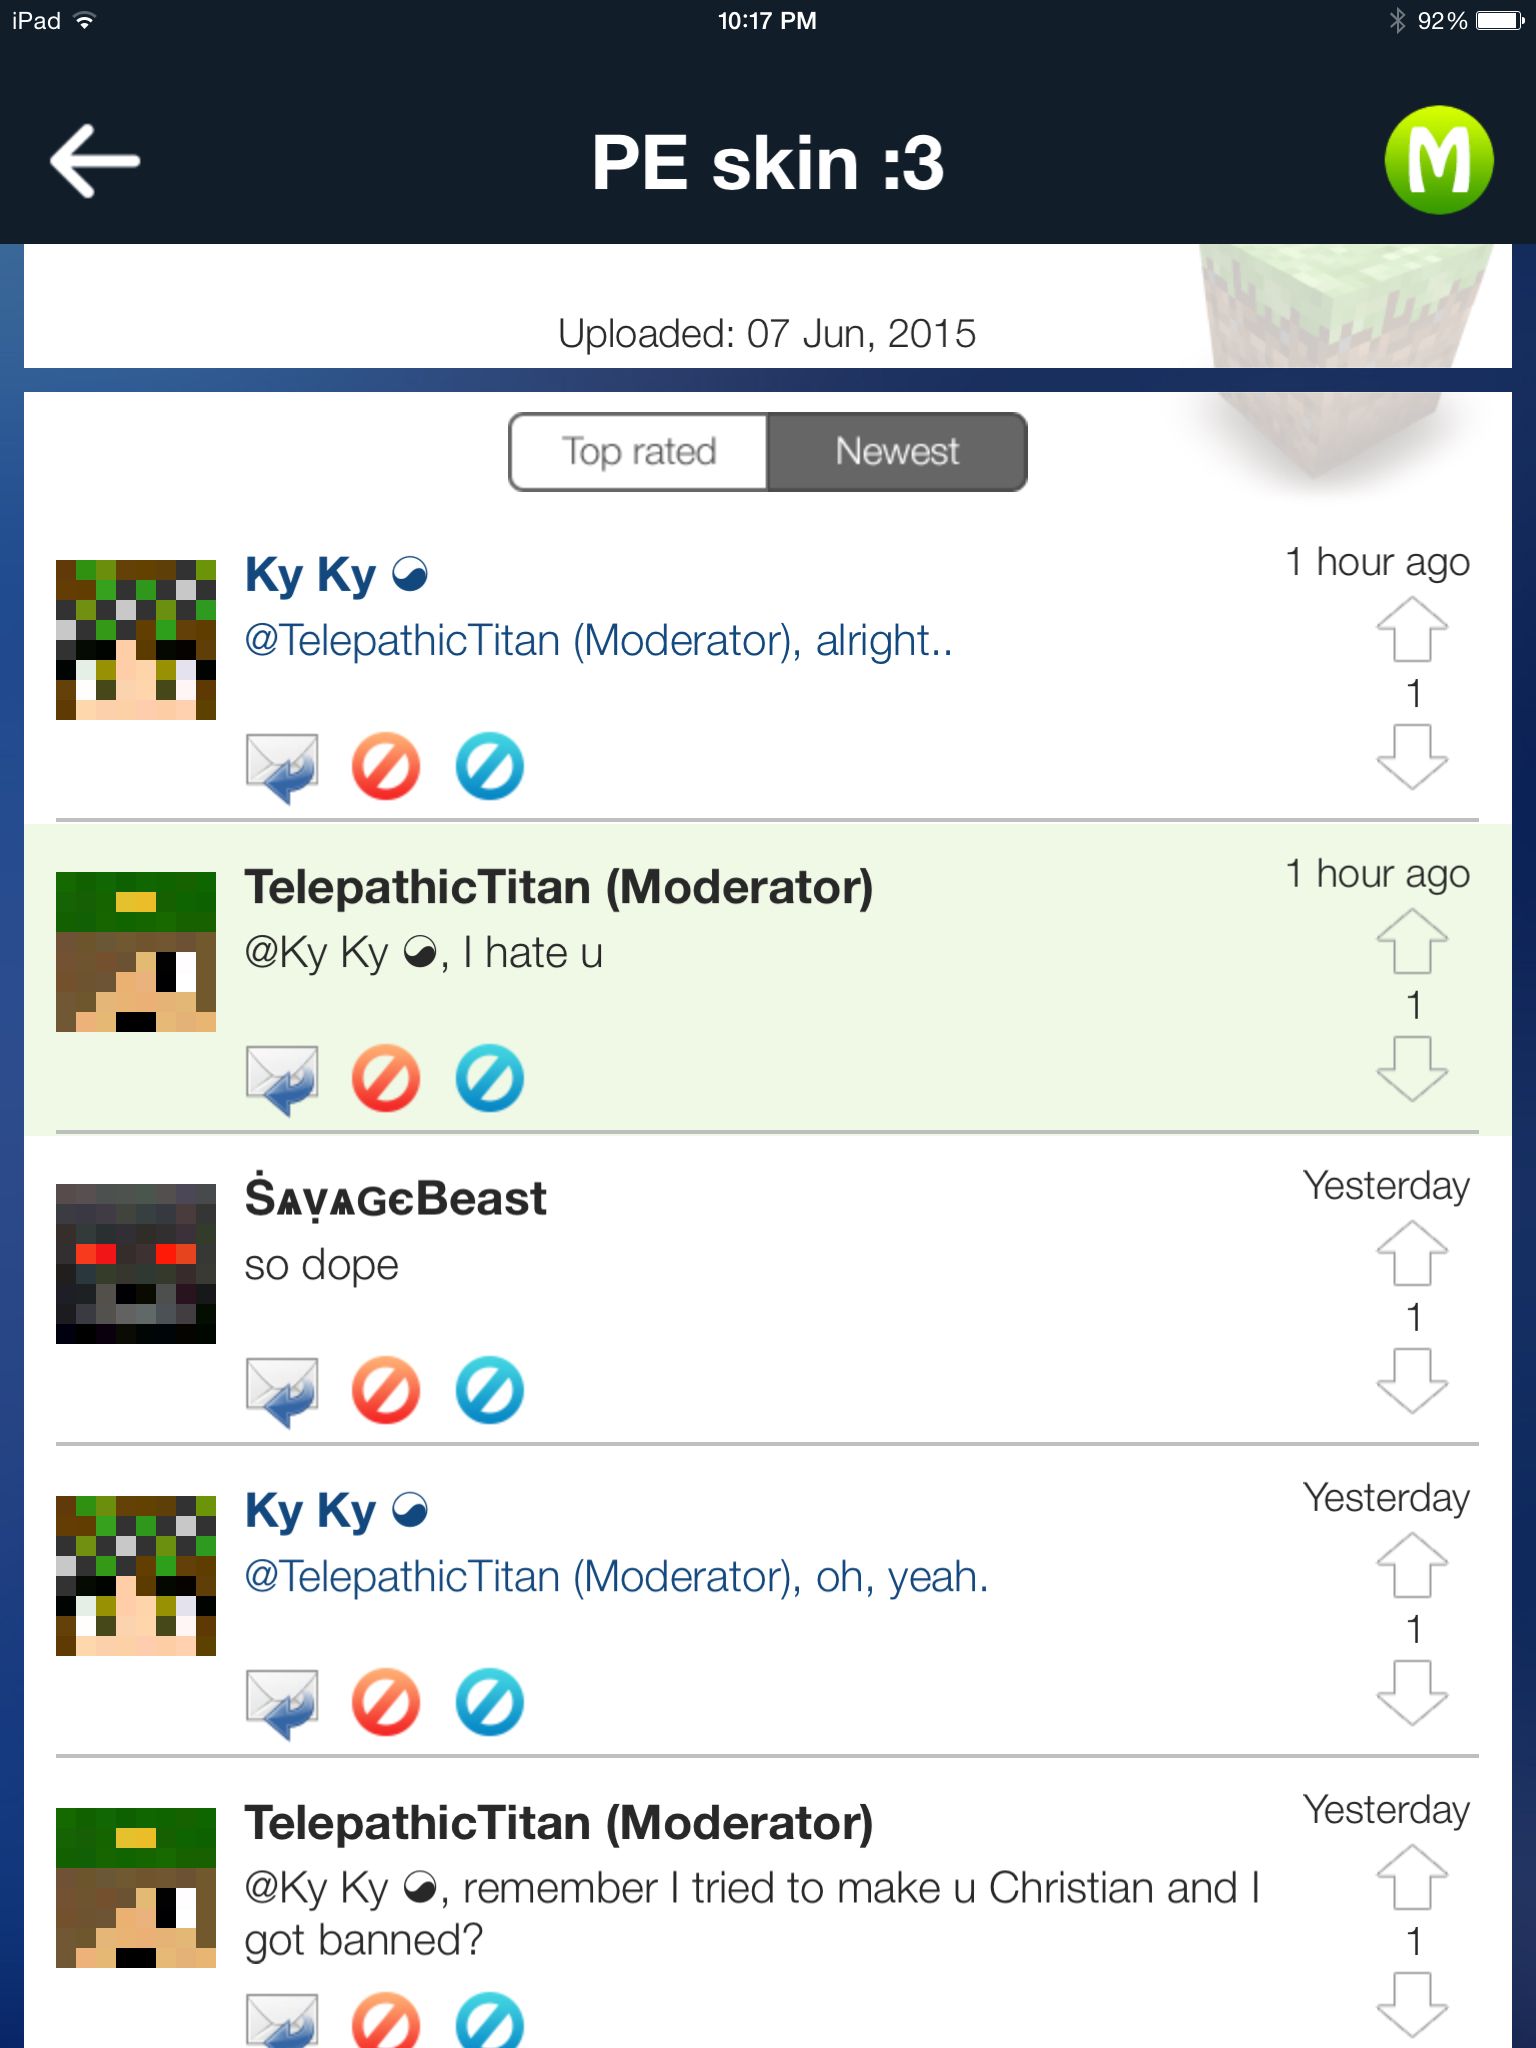 iPad 10:17 PM 92%
PE skin :3 M
Uploaded: 07 Jun, 2015
Top rated Newest
Ky Ky 1 hour ago
@TelepathicTitan (Moderator), alright..
1
TelepathicTitan (Moderator) 1 hour ago
@Ky Ky , I hate u
1
ṠѧṿѧGєBeast Yesterday
so dope
1
Ky Ky Yesterday
@TelepathicTitan (Moderator), oh, yeah.
1
TelepathicTitan (Moderator) Yesterday
@Ky Ky , remember I tried to make u Christian and I
got banned?
1